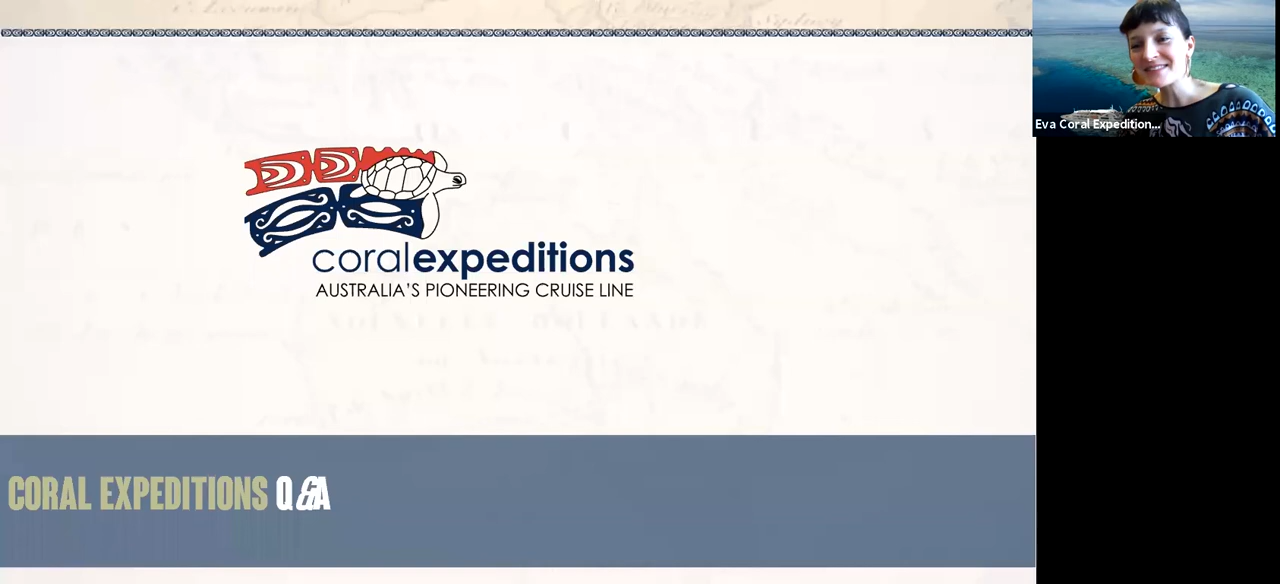 Eva Coral Expedition...
coralexpeditions
AUSTRALIA'S PIONEERING CRUISE LINE
CORAL EXPEDITIONS Q&A